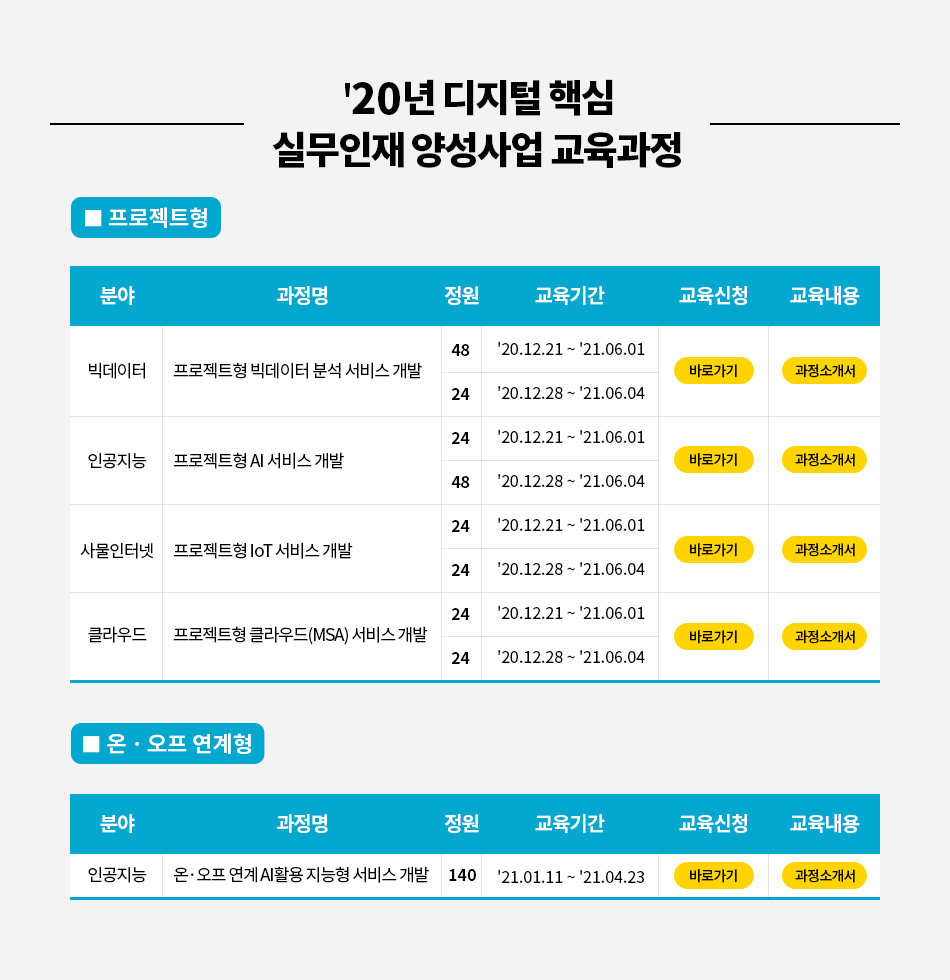 '20년 디지털 핵심
실무인재 양성사업 교육과정
■ 프로젝트형
분야 과정명 정원 교육기간 교육신청 교육내용
빅데이터 프로젝트형 빅데이터 분석 서비스 개발 48 '20.12.21 ~ '21.06.01 바로가기 과정소개서
24 '20.12.28 ~ '21.06.04
인공지능 프로젝트형 AI 서비스 개발 24 '20.12.21 ~ '21.06.01 바로가기 과정소개서
48 '20.12.28 ~ '21.06.04
사물인터넷 프로젝트형 IoT 서비스 개발 24 '20.12.21 ~ '21.06.01 바로가기 과정소개서
24 '20.12.28 ~ '21.06.04
클라우드 프로젝트형 클라우드(MSA) 서비스 개발 24 '20.12.21 ~ '21.06.01 바로가기 과정소개서
24 '20.12.28 ~ '21.06.04
■ 온 · 오프 연계형
분야 과정명 정원 교육기간 교육신청 교육내용
인공지능 온·오프 연계 AI활용 지능형 서비스 개발 140 '21.01.11 ~ '21.04.23 바로가기 과정소개서